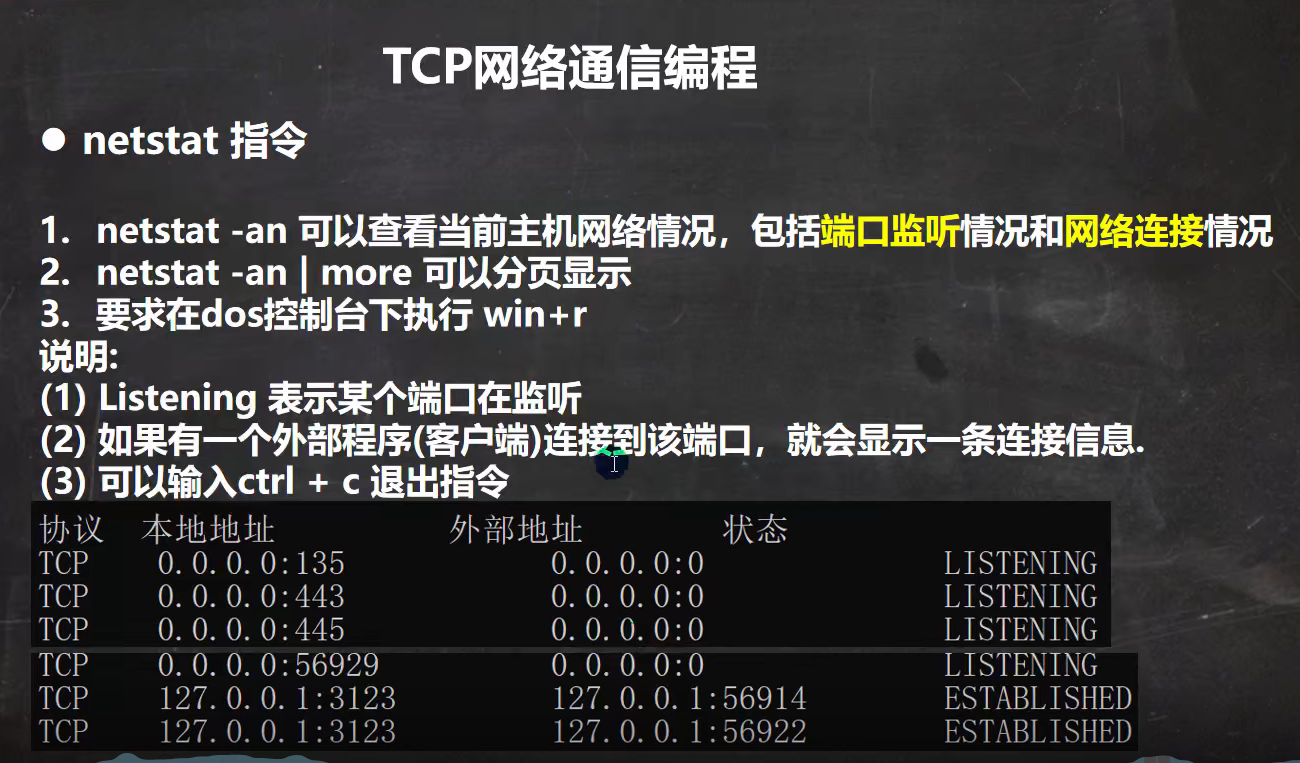 TCP网络通信编程
● netstat 指令
1. netstat -an 可以查看当前主机网络情况，包括端口监听情况和网络连接情况
2. netstat -an | more 可以分页显示
3. 要求在dos控制台下执行 win+r
说明:
(1) Listening 表示某个端口在监听
(2) 如果有一个外部程序(客户端)连接到该端口，就会显示一条连接信息.
(3) 可以输入ctrl + c 退出指令
协议 本地地址 外部地址 状态
TCP 0.0.0.0:135 0.0.0.0:0 LISTENING
TCP 0.0.0.0:443 0.0.0.0:0 LISTENING
TCP 0.0.0.0:445 0.0.0.0:0 LISTENING
TCP 0.0.0.0:56929 0.0.0.0:0 LISTENING
TCP 127.0.0.1:3123 127.0.0.1:56914 ESTABLISHED
TCP 127.0.0.1:3123 127.0.0.1:56922 ESTABLISHED